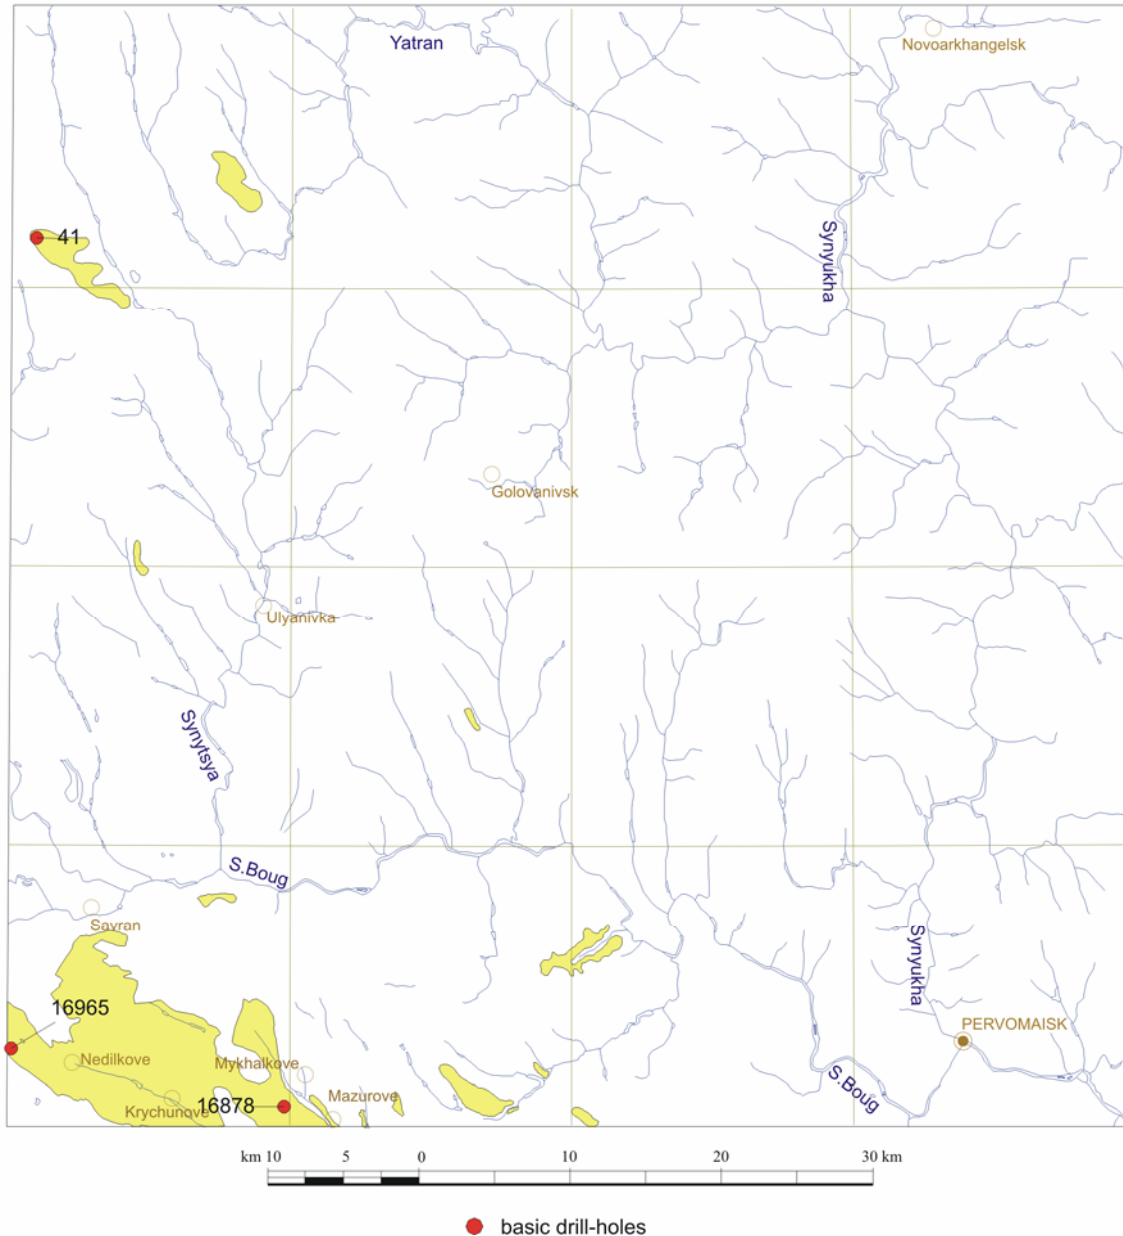 Yatran
Novoarkhangelsk
41
Synyukha
Golovanivsk
Ulyanivka
Synytsya
S.Boug
Savran
Synyukha
16965
PERVOMAISK
Nedilkove
Mykhalkove
S.Boug
Mazurove
Krychunove
16878
km 10 5 0 10 20 30 km
basic drill-holes